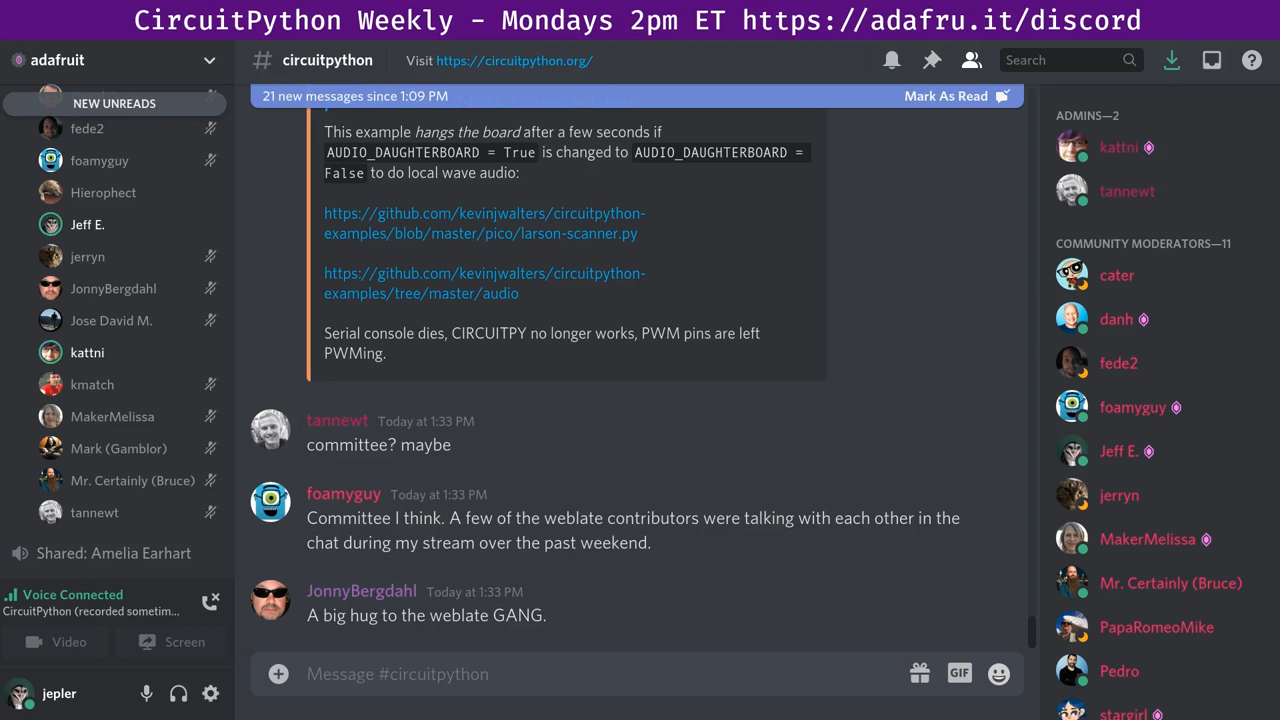 CircuitPython Weekly - Mondays 2pm ET https://adafru.it/discord
adafruit
NEW UNREADS
fede2
foamyguy
Hierophect
Jeff E.
jerryn
JonnyBergdahl
Jose David M.
kattni
kmatch
MakerMelissa
Mark (Gamblor)
Mr. Certainly (Bruce)
tannewt
Shared: Amelia Earhart
Voice Connected
CircuitPython (recorded sometim...
Video
Screen
jepler
# circuitpython
Visit https://circuitpython.org/
Search
21 new messages since 1:09 PM
Mark As Read
This example hangs the board after a few seconds if
AUDIO_DAUGHTERBOARD = True is changed to AUDIO_DAUGHTERBOARD =
False to do local wave audio:
https://github.com/kevinjwalters/circuitpython-
examples/blob/master/pico/larson-scanner.py
https://github.com/kevinjwalters/circuitpython-
examples/tree/master/audio
Serial console dies, CIRCUITPY no longer works, PWM pins are left
PWMing.
tannewt Today at 1:33 PM
committee? maybe
foamyguy Today at 1:33 PM
Committee I think. A few of the weblate contributors were talking with each other in the
chat during my stream over the past weekend.
JonnyBergdahl Today at 1:33 PM
A big hug to the weblate GANG.
Message #circuitpython
GIF
ADMINS—2
kattni
tannewt
COMMUNITY MODERATORS—11
cater
danh
fede2
foamyguy
Jeff E.
jerryn
MakerMelissa
Mr. Certainly (Bruce)
PapaRomeoMike
Pedro
stargirl